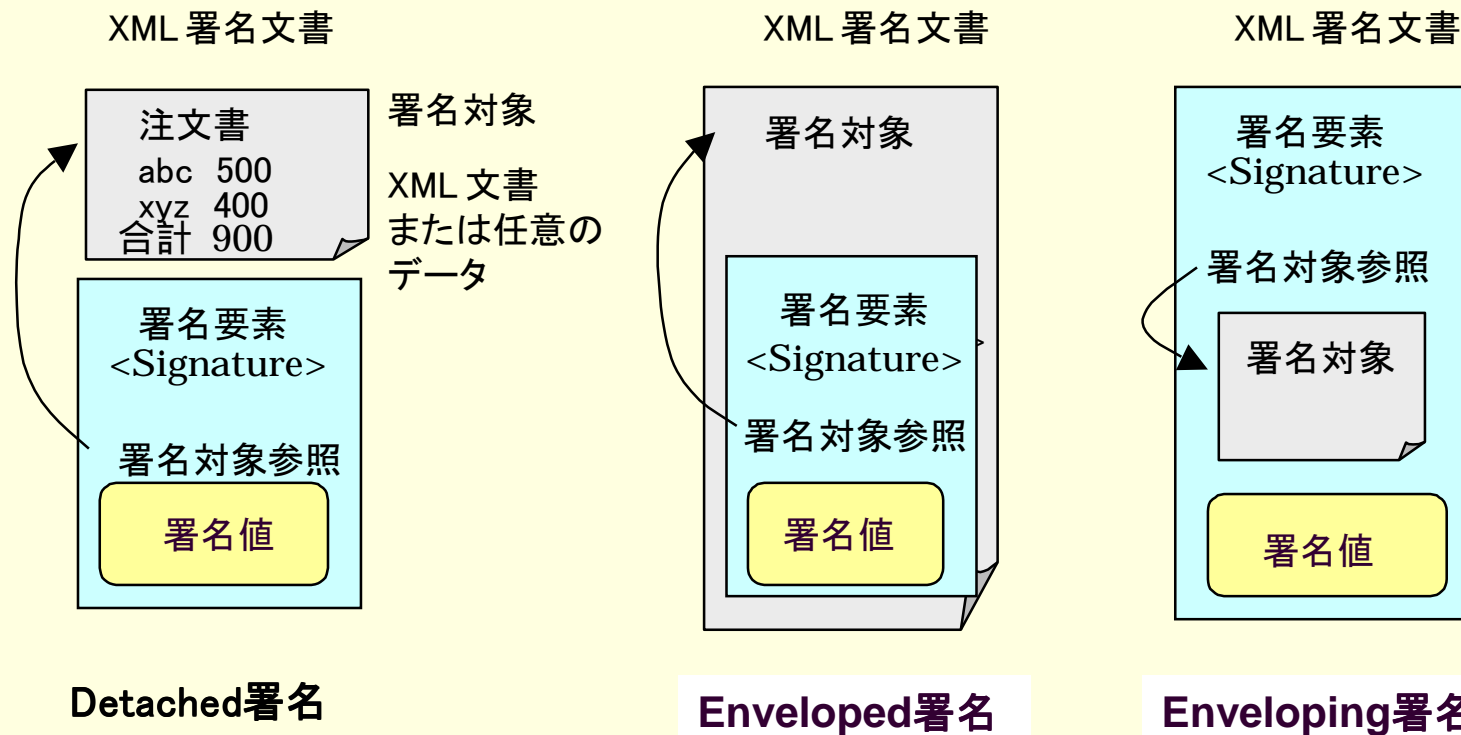 XML 署名文書
注文書
abc 500
xyz 400
合計 900
署名対象
XML 文書
または任意の
データ
署名要素
<Signature>
署名対象参照
署名値
Detached署名
XML 署名文書
署名対象
署名要素
<Signature>
署名対象参照
署名値
Enveloped署名
XML 署名文書
署名要素
<Signature>
署名対象参照
署名対象
署名値
Enveloping署名